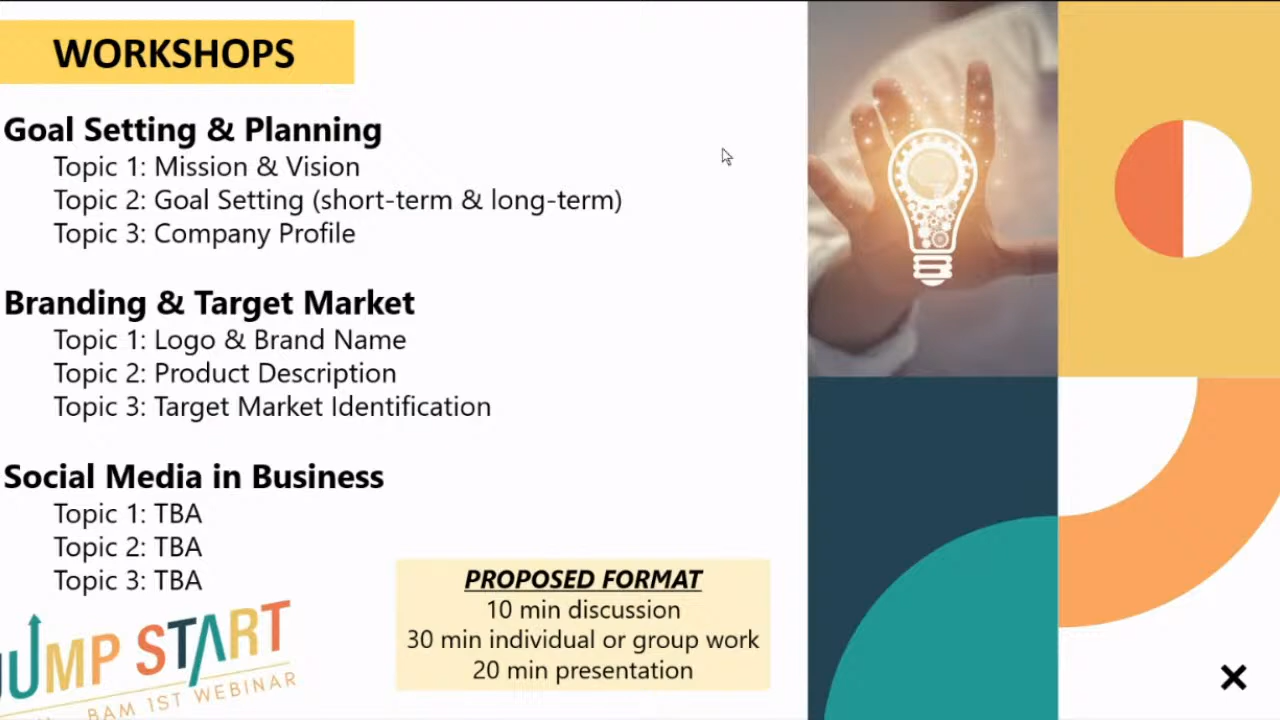 WORKSHOPS
Goal Setting & Planning
Topic 1: Mission & Vision
Topic 2: Goal Setting (short-term & long-term)
Topic 3: Company Profile
Branding & Target Market
Topic 1: Logo & Brand Name
Topic 2: Product Description
Topic 3: Target Market Identification
Social Media in Business
Topic 1: TBA
Topic 2: TBA
Topic 3: TBA
PROPOSED FORMAT
10 min discussion
30 min individual or group work
20 min presentation
JUMP START
BAM 1ST WEBINAR